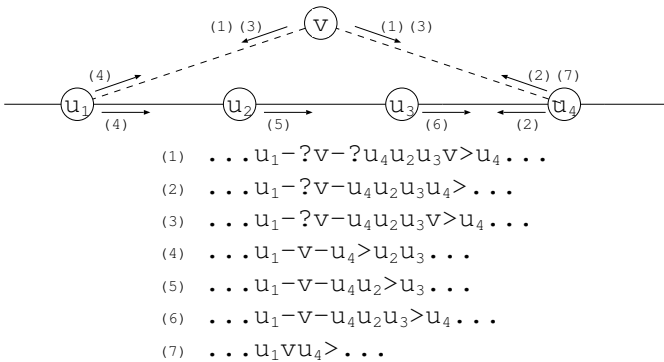 (1) (3) v (1) (3)
(4) (2) (7)
u₁ u₂ u₃ u₄
(4) (5) (6) (2)
(1) ...u₁-?v-?u₄u₂u₃v>u₄...
(2) ...u₁-?v-u₄u₂u₃u₄>...
(3) ...u₁-?v-u₄u₂u₃v>u₄...
(4) ...u₁-v-u₄>u₂u₃...
(5) ...u₁-v-u₄u₂>u₃...
(6) ...u₁-v-u₄u₂u₃>u₄...
(7) ...u₁vu₄>...